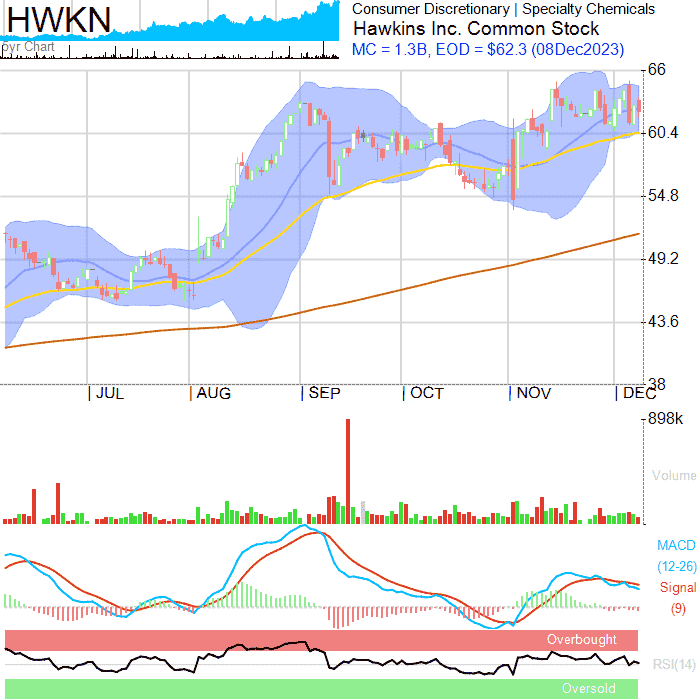 HWKN
5yr Chart
Consumer Discretionary | Specialty Chemicals
Hawkins Inc. Common Stock
MC = 1.3B, EOD = $62.3 (08Dec2023)
66
60.4
54.8
49.2
43.6
38
JUL AUG SEP OCT NOV DEC
898k
Volume
MACD
(12-26)
Signal
(9)
Overbought
RSI(14)
Oversold